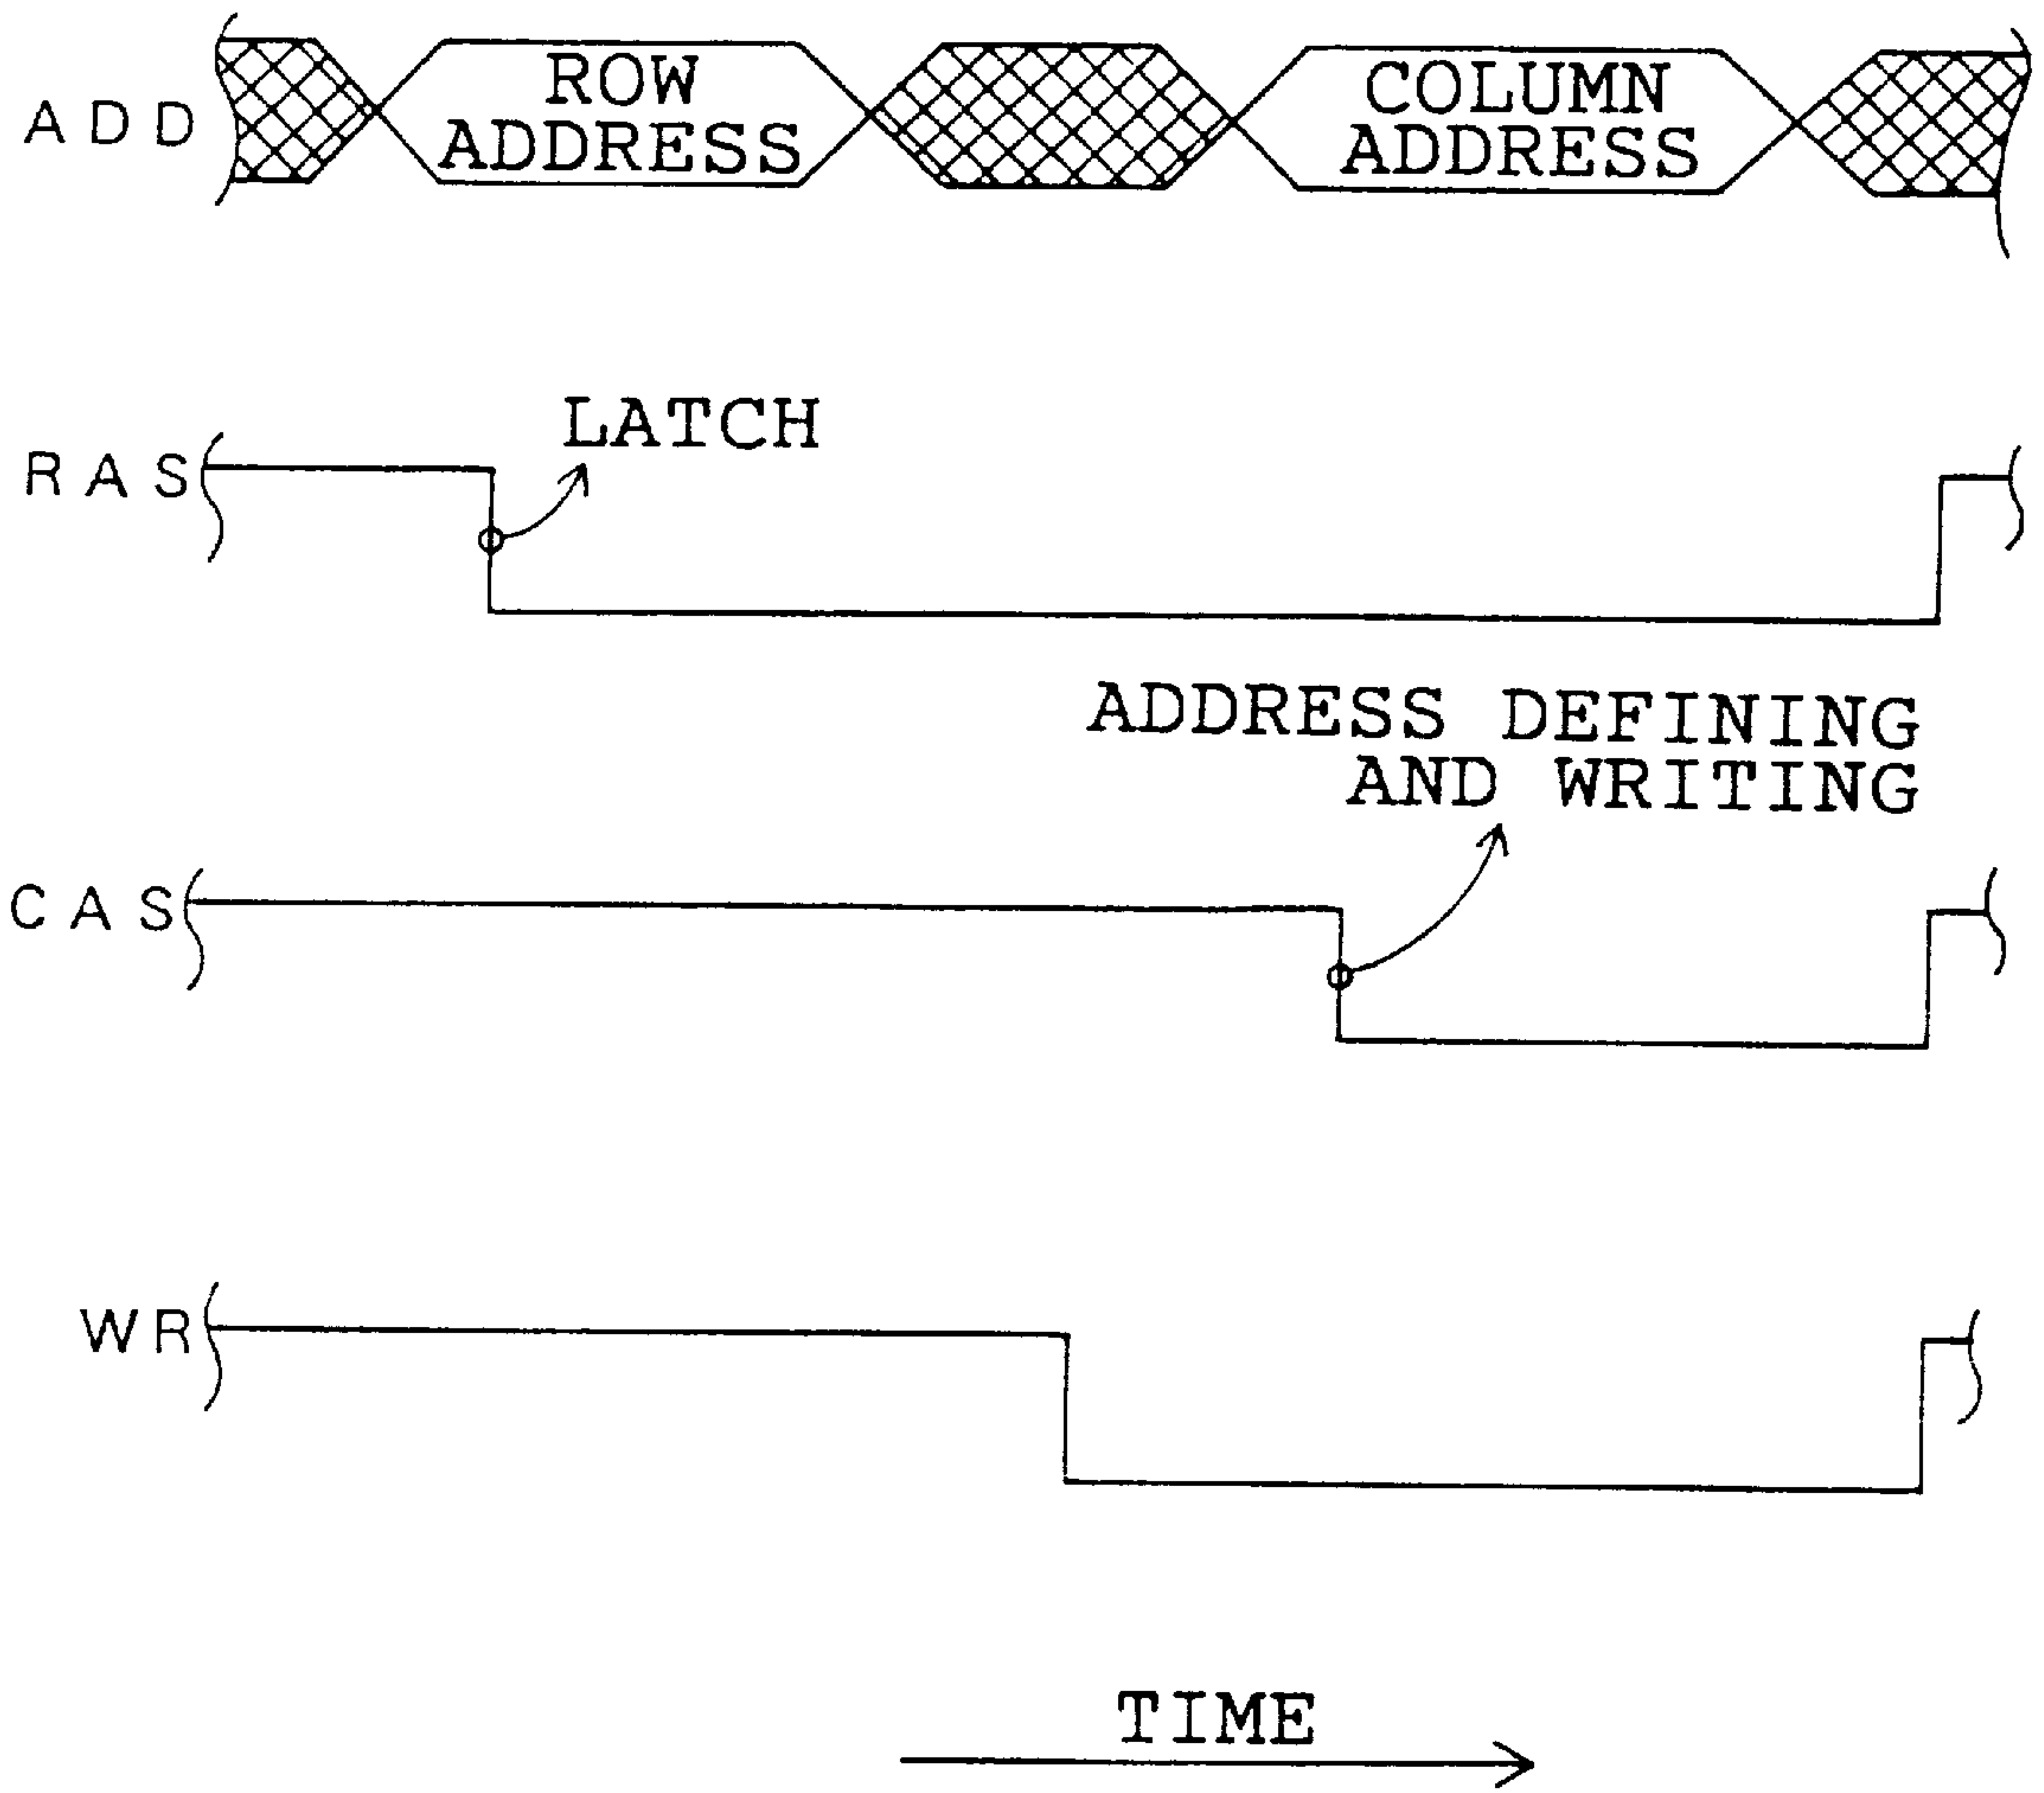 ROW
ADDRESS
COLUMN
ADDRESS
ADD
LATCH
RAS
ADDRESS DEFINING
AND WRITING
CAS
WR
TIME